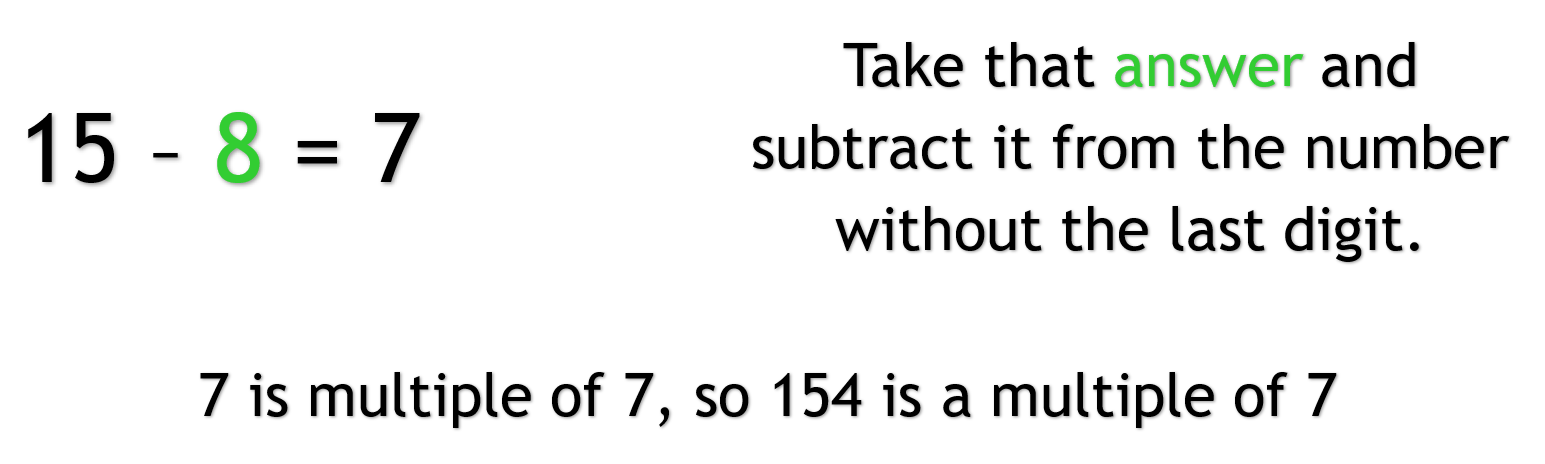 15 – 8 = 7
Take that answer and
subtract it from the number
without the last digit.
7 is multiple of 7, so 154 is a multiple of 7